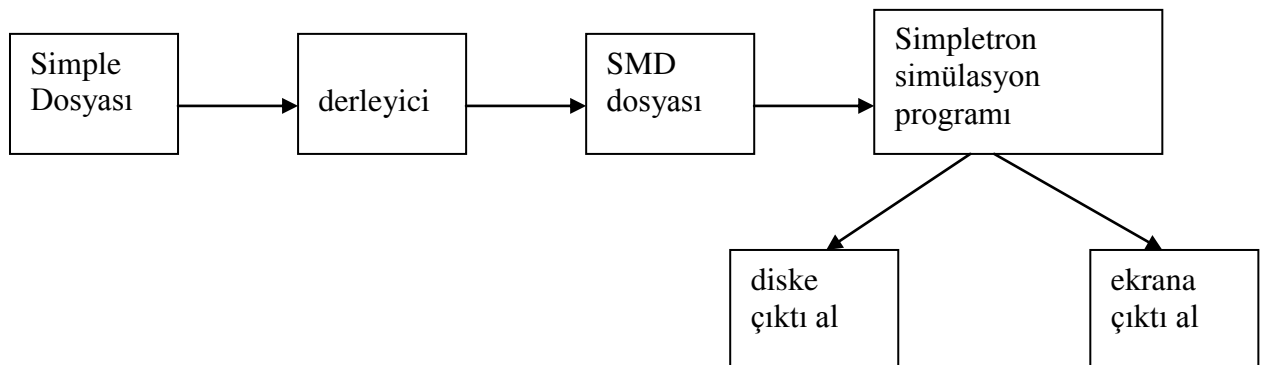 Simple
Dosyası
derleyici
SMD
dosyası
Simpletron
simülasyon
programı
diske
çıktı al
ekrana
çıktı al